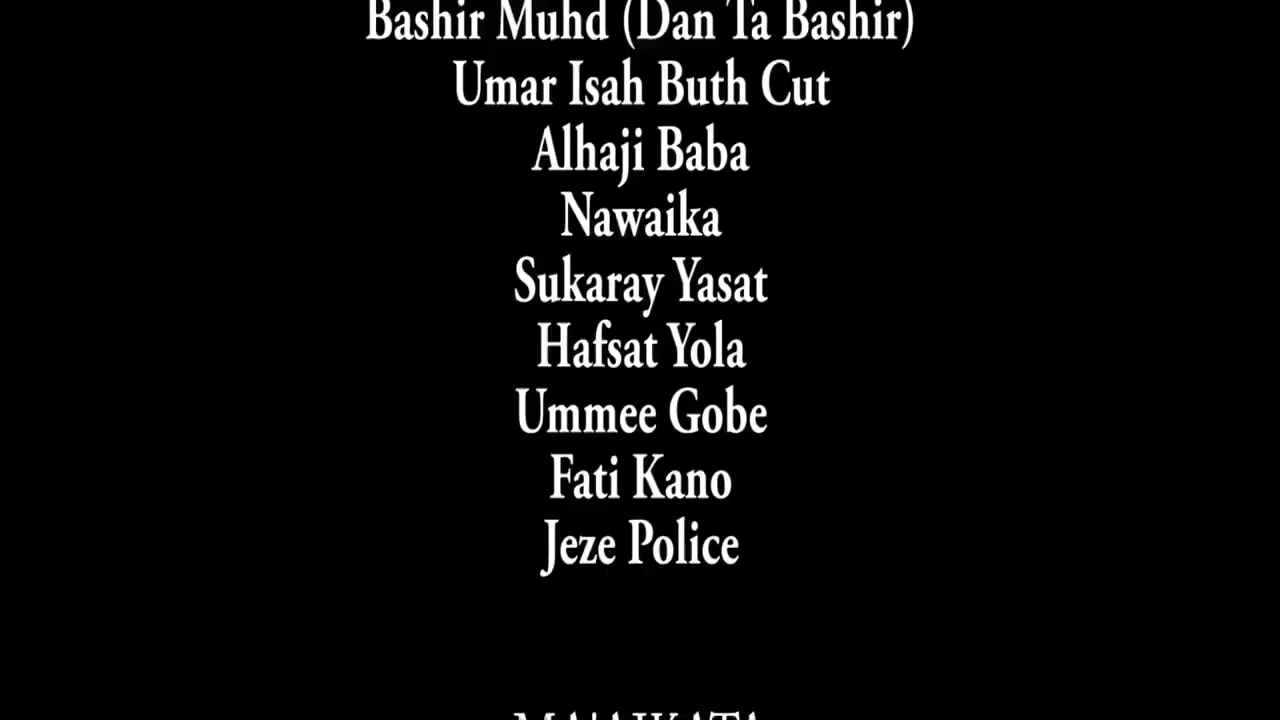 Bashir Muhd (Dan Ta Bashir)
Umar Isah Buth Cut
Alhaji Baba
Nawaika
Sukaray Yasat
Hafsat Yola
Ummee Gobe
Fati Kano
Jeze Police